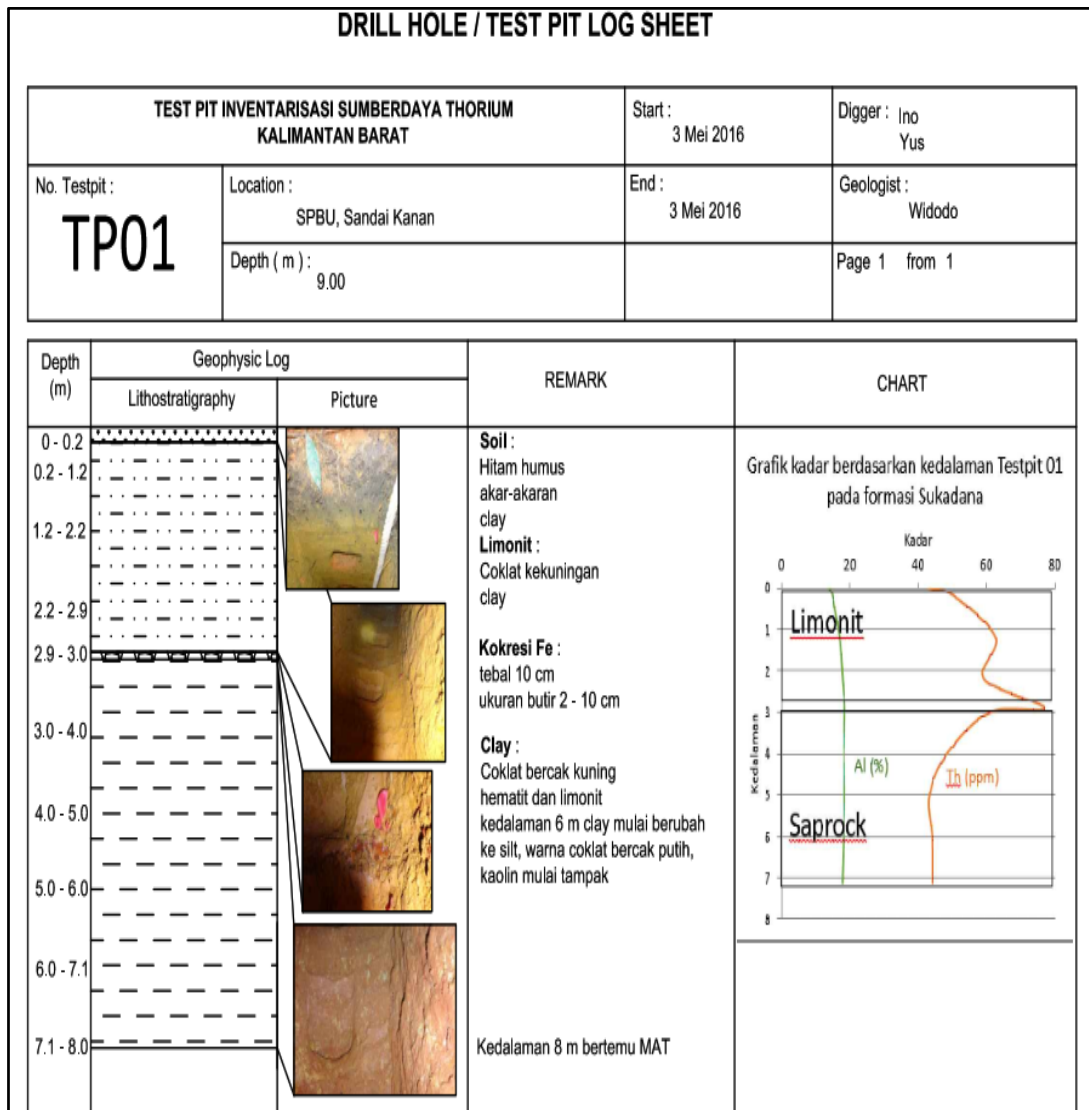 DRILL HOLE / TEST PIT LOG SHEET
TEST PIT INVENTARISASI SUMBERDAYA THORIUM
KALIMANTAN BARAT
Start :
3 Mei 2016
Digger : Ino
Yus
No. Testpit :
TP01
Location :
SPBU, Sandai Kanan
End :
3 Mei 2016
Geologist :
Widodo
Depth ( m ) :
9.00
Page 1 from 1
Depth
(m)
Geophysic Log
Lithostratigraphy
Picture
REMARK
CHART
0 - 0.2
0.2 - 1.2
1.2 - 2.2
2.2 - 2.9
2.9 - 3.0
3.0 - 4.0
4.0 - 5.0
5.0 - 6.0
6.0 - 7.1
7.1 - 8.0
Soil :
Hitam humus
akar-akaran
clay
Limonit :
Coklat kekuningan
clay
Kokresi Fe :
tebal 10 cm
ukuran butir 2 - 10 cm
Clay :
Coklat bercak kuning
hematit dan limonit
kedalaman 6 m clay mulai berubah
ke silt, warna coklat bercak putih,
kaolin mulai tampak
Kedalaman 8 m bertemu MAT
Grafik kadar berdasarkan kedalaman Testpit 01
pada formasi Sukadana
Kadar
0 20 40 60 80
Kedalaman
0
1
2
3
4
5
6
7
8
Limonit
Al (%)
Th (ppm)
Saprock